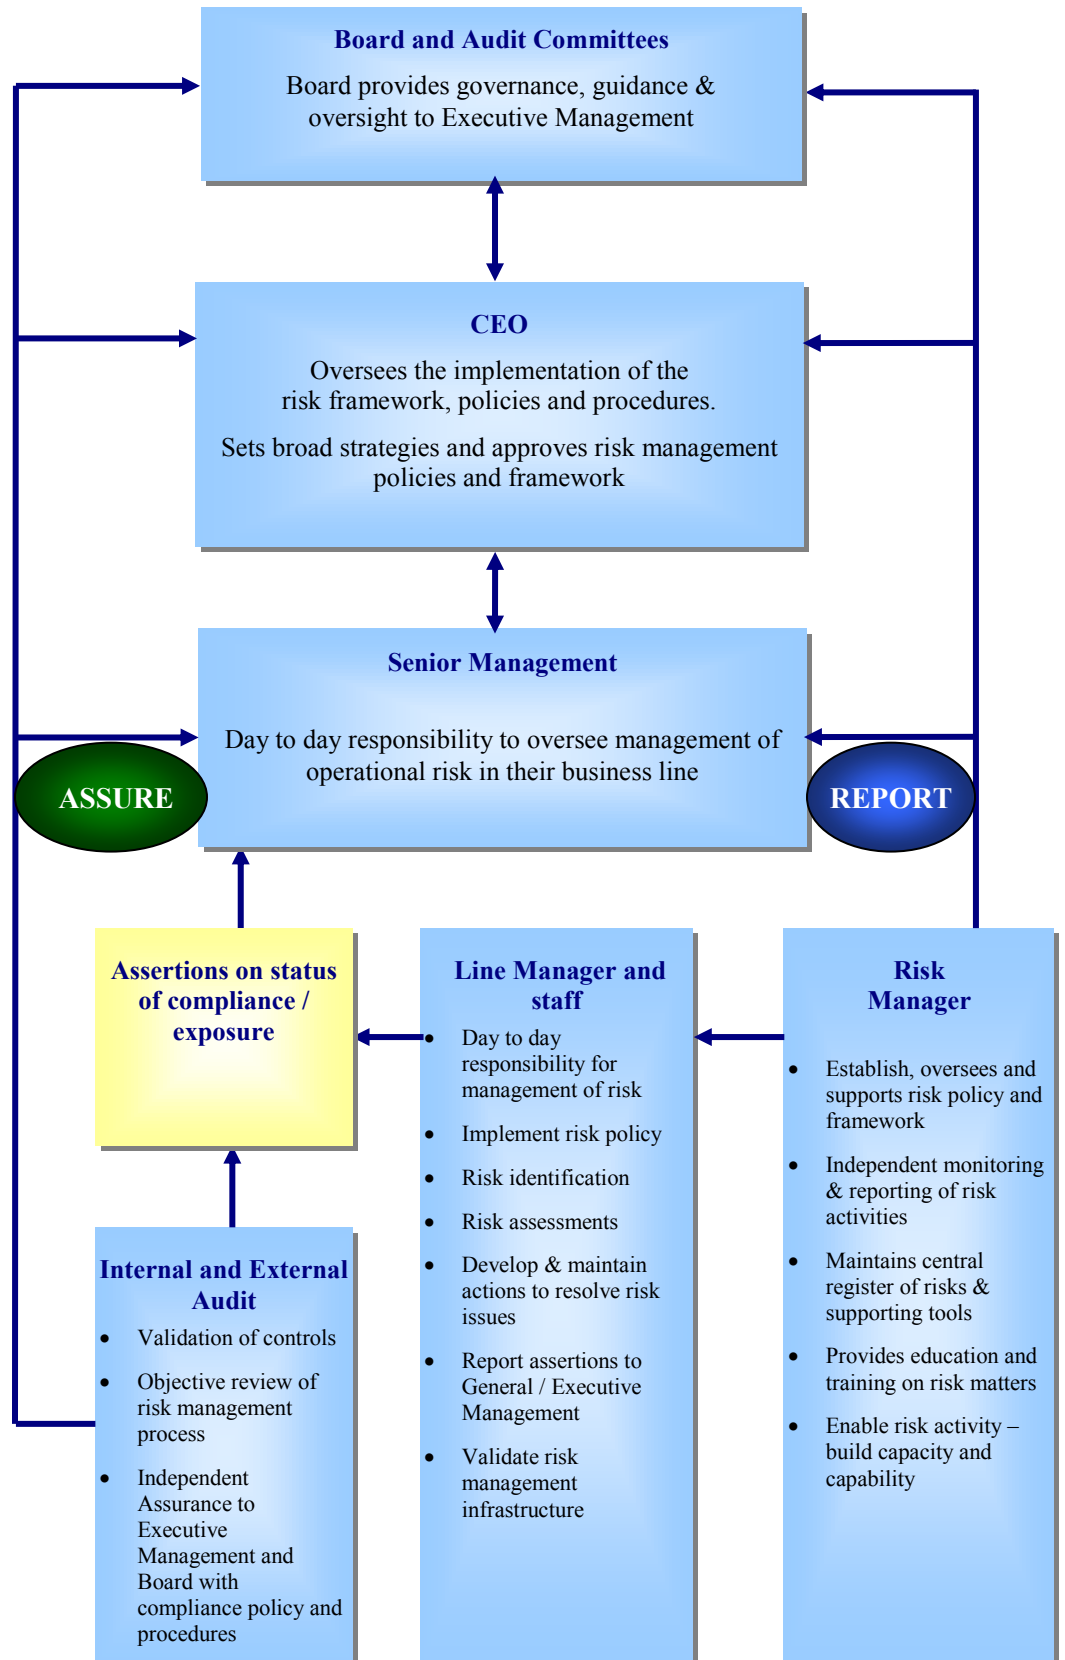 Board and Audit Committees
Board provides governance, guidance &
oversight to Executive Management
CEO
Oversees the implementation of the
risk framework, policies and procedures.
Sets broad strategies and approves risk management
policies and framework
Senior Management
Day to day responsibility to oversee management of
operational risk in their business line
ASSURE
REPORT
Assertions on status
of compliance /
exposure
Line Manager and
staff
• Day to day
responsibility for
management of risk
• Implement risk policy
• Risk identification
• Risk assessments
• Develop & maintain
actions to resolve risk
issues
• Report assertions to
General / Executive
Management
• Validate risk
management
infrastructure
Risk
Manager
• Establish, oversees and
supports risk policy and
framework
• Independent monitoring
& reporting of risk
activities
• Maintains central
register of risks &
supporting tools
• Provides education and
training on risk matters
• Enable risk activity –
build capacity and
capability
Internal and External
Audit
• Validation of controls
• Objective review of
risk management
process
• Independent
Assurance to
Executive
Management and
Board with
compliance policy and
procedures